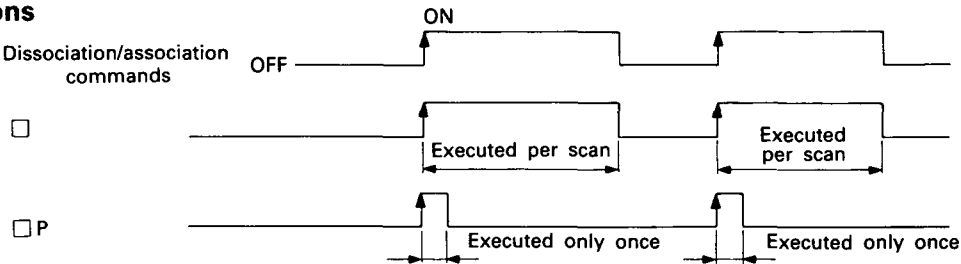 ons
ON
Dissociation/association
commands
OFF
□
Executed per scan
Executed
per scan
□ P
Executed only once
Executed only once